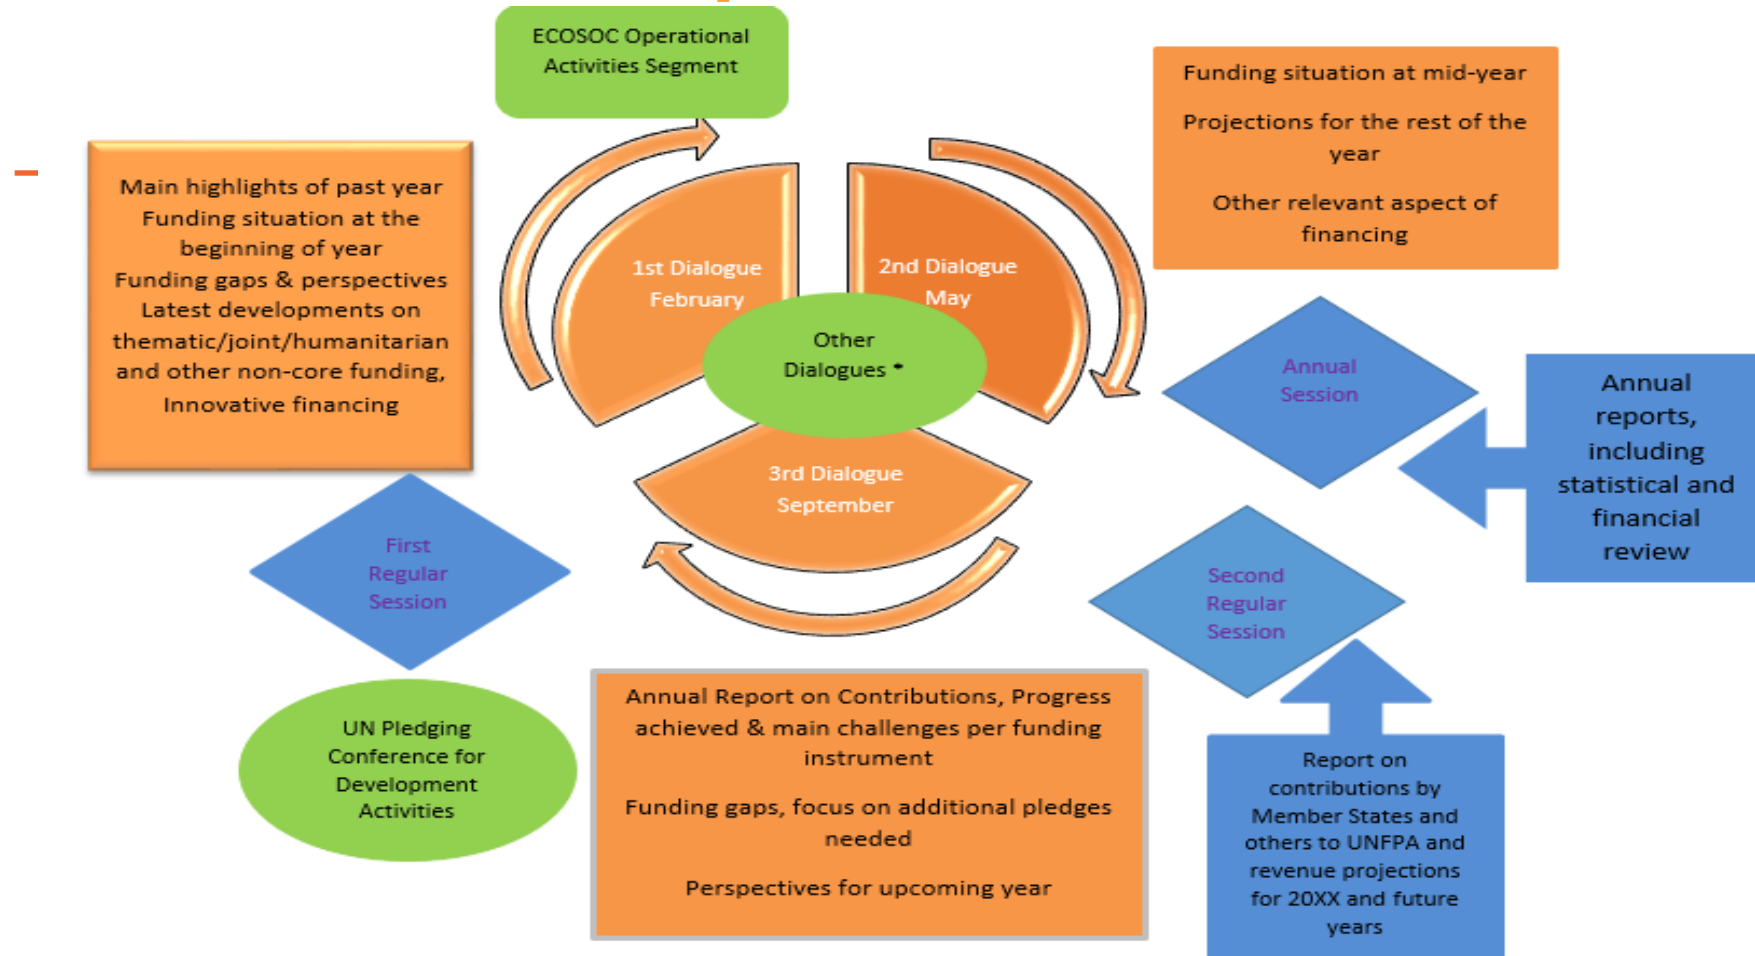 ECOSOC Operational
Activities Segment
Funding situation at mid-year
Projections for the rest of the
year
Other relevant aspect of
financing
Main highlights of past year
Funding situation at the
beginning of year
Funding gaps & perspectives
Latest developments on
thematic/joint/humanitarian
and other non-core funding,
Innovative financing
1st Dialogue
February
2nd Dialogue
May
Other
Dialogues *
3rd Dialogue
September
Annual
Session
Annual
reports,
including
statistical and
financial
review
First
Regular
Session
Second
Regular
Session
UN Pledging
Conference for
Development
Activities
Annual Report on Contributions, Progress
achieved & main challenges per funding
instrument
Funding gaps, focus on additional pledges
needed
Perspectives for upcoming year
Report on
contributions by
Member States and
others to UNFPA and
revenue projections
for 20XX and future
years